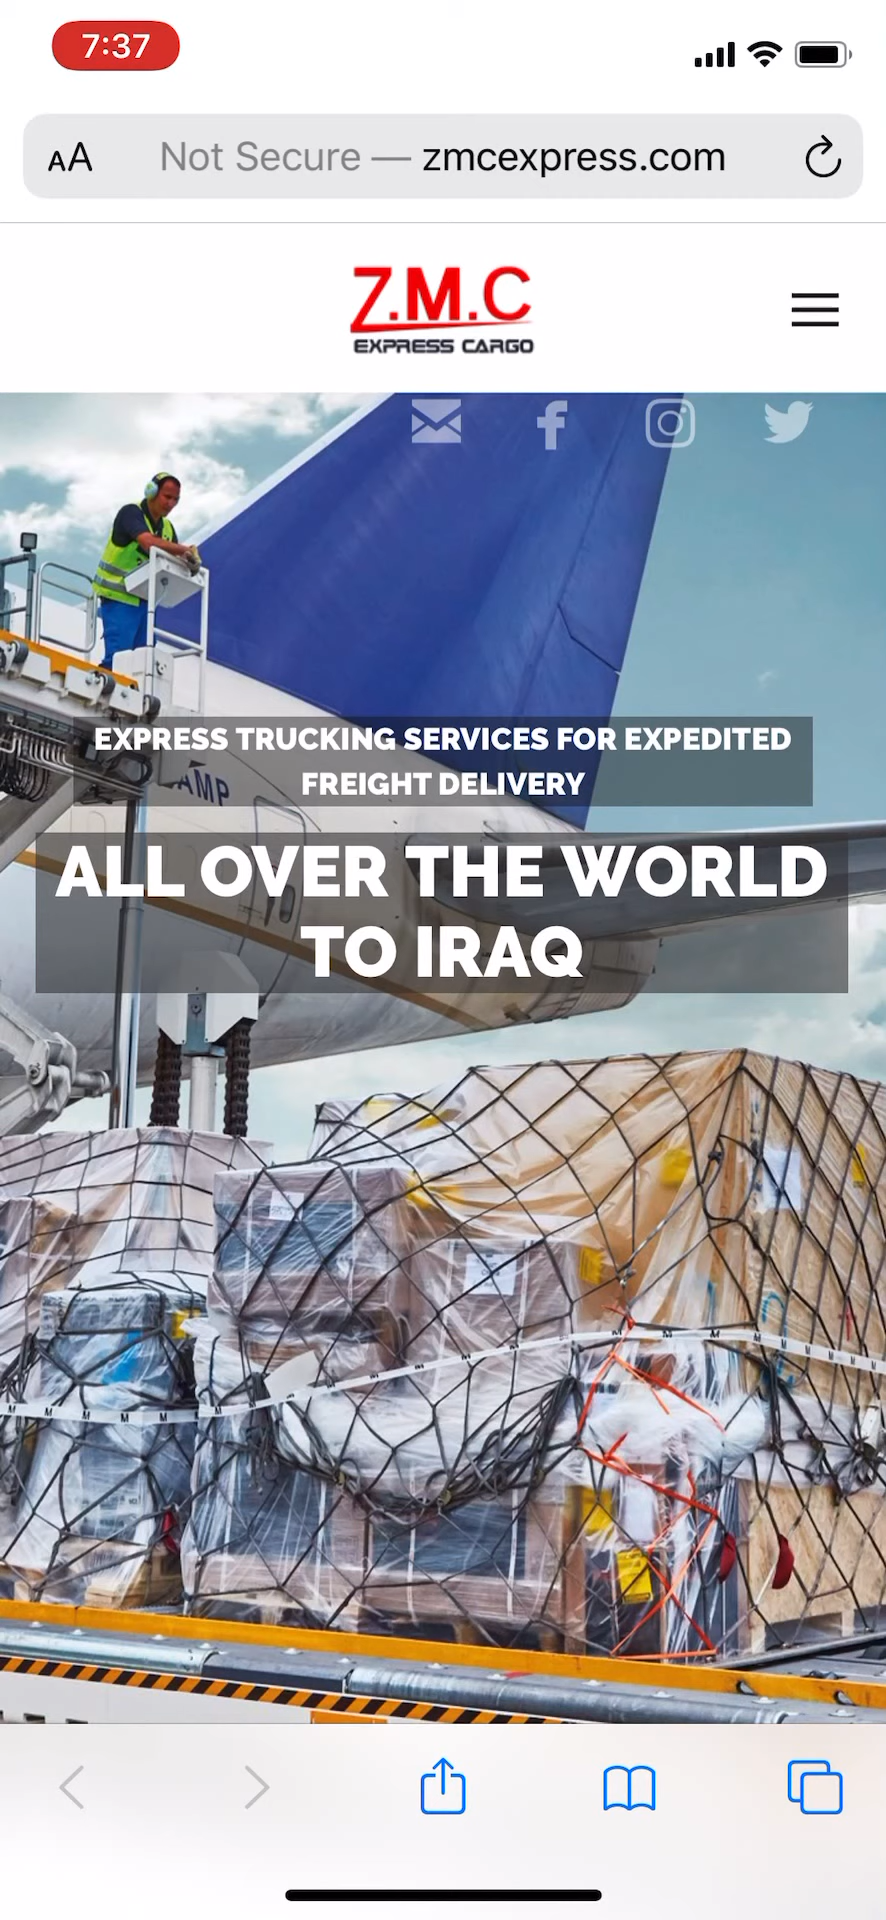 7:37
AA Not Secure — zmcexpress.com
Z.M.C
EXPRESS CARGO
EXPRESS TRUCKING SERVICES FOR EXPEDITED
FREIGHT DELIVERY
AMP
ALL OVER THE WORLD
TO IRAQ